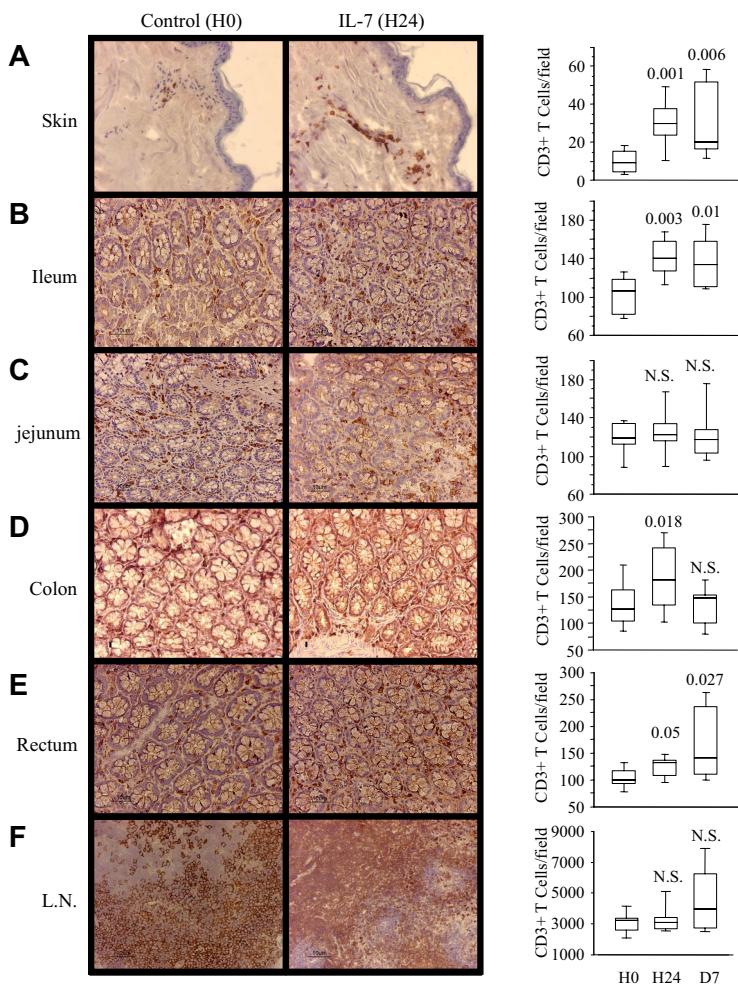 Control (H0) IL-7 (H24)
A
Skin
CD3+ T Cells/field
60
40
20
0
0.001
0.006
B
Ileum
CD3+ T Cells/field
180
140
100
60
0.003
0.01
C
jejunum
CD3+ T Cells/field
180
140
100
60
N.S.
N.S.
D
Colon
CD3+ T Cells/field
300
250
200
150
100
50
0.018
N.S.
E
Rectum
CD3+ T Cells/field
300
250
200
150
100
50
0.05
0.027
F
L.N.
CD3+ T Cells/field
9000
7000
5000
3000
1000
N.S.
N.S.
H0 H24 D7